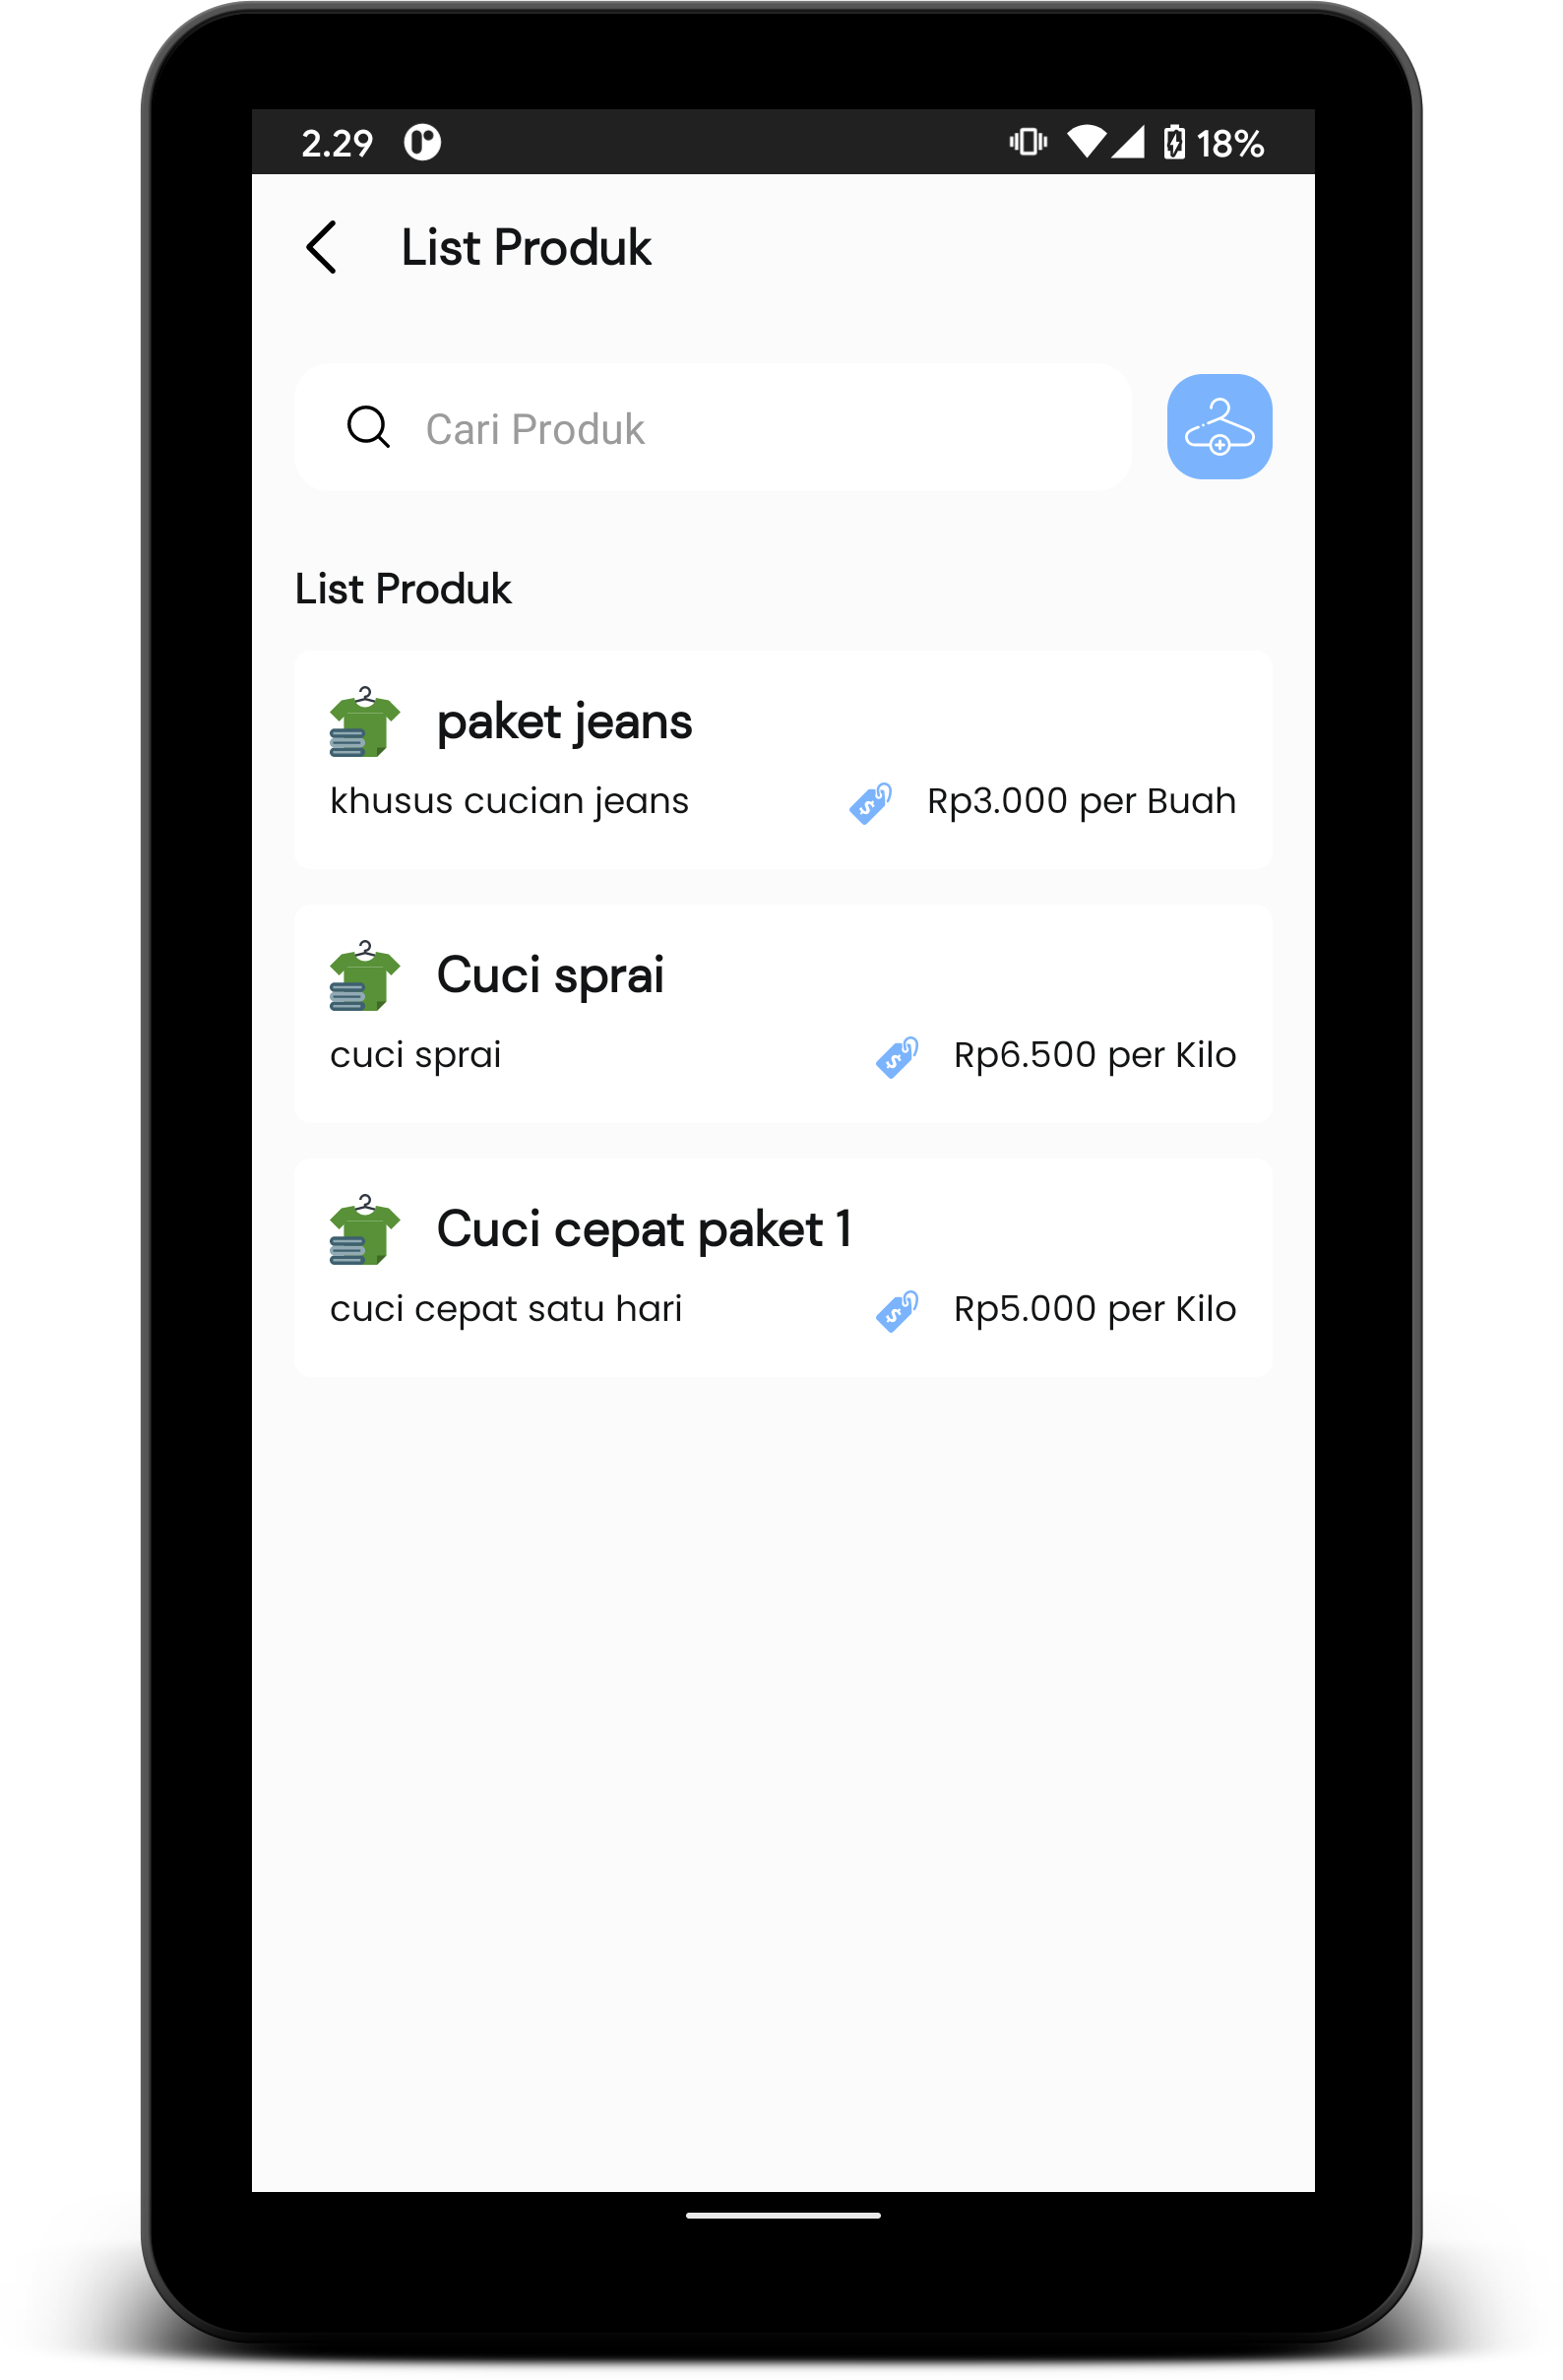 2.29 18%
List Produk
Cari Produk
List Produk
paket jeans
khusus cucian jeans Rp3.000 per Buah
Cuci sprai
cuci sprai Rp6.500 per Kilo
Cuci cepat paket 1
cuci cepat satu hari Rp5.000 per Kilo